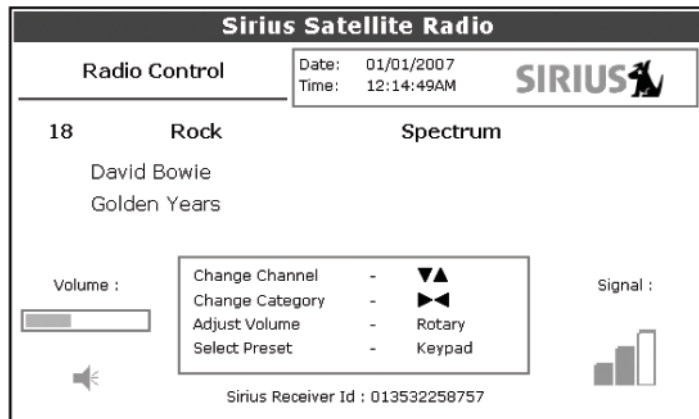 Sirius Satellite Radio
Radio Control
Date: 01/01/2007
Time: 12:14:49AM
SIRIUS
18 Rock Spectrum
David Bowie
Golden Years
Volume :
Change Channel - ▼▲
Change Category - ►◄
Adjust Volume - Rotary
Select Preset - Keypad
Signal :
Sirius Receiver Id : 013532258757